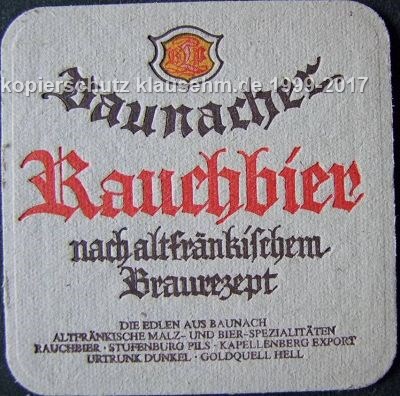 Baunacher
kopierschutz klausehm.de 1999-2017
Rauchbier
nach altfränkiſchem
Braurezept
DIE EDLEN AUS BAUNACH
ALTFRÄNKISCHE MALZ- UND BIER-SPEZIALITÄTEN
RAUCHBIER · STUFENBURG PILS · KAPELLENBERG EXPORT
URTRUNK DUNKEL · GOLDQUELL HELL